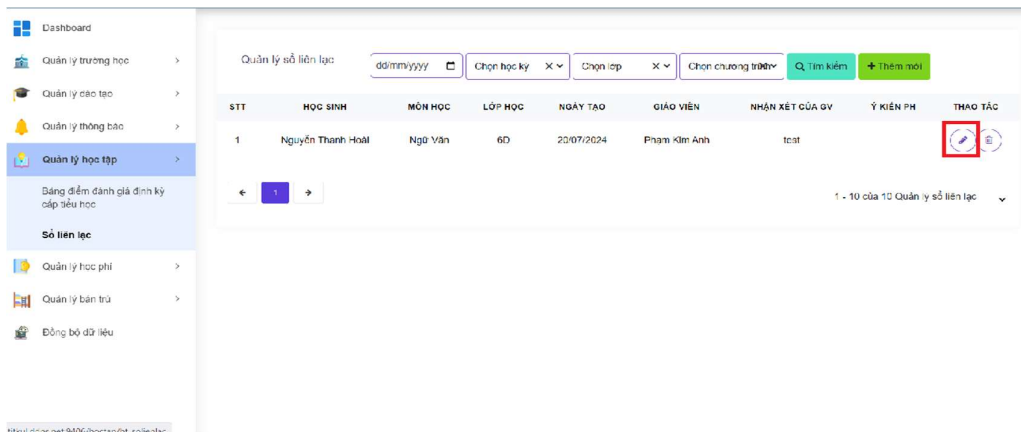 Dashboard
Quản lý trường học
Quản lý đào tạo
Quản lý thông báo
Quản lý học tập
Bảng điểm đánh giá định kỳ
cấp tiểu học
Sổ liên lạc
Quản lý học phí
Quản lý bán trú
Đồng bộ dữ liệu
Quản lý sổ liên lạc
dd/mm/yyyy
Chọn học kỳ
Chọn lớp
Chọn chương trình
Tìm kiếm
+ Thêm mới
STT HỌC SINH MÔN HỌC LỚP HỌC NGÀY TẠO GIÁO VIÊN NHẬN XÉT CỦA GV Ý KIẾN PH THAO TÁC
1 Nguyễn Thanh Hoài Ngữ Văn 6D 20/07/2024 Phạm Kim Anh test
1
1 - 10 của 10 Quản lý sổ liên lạc